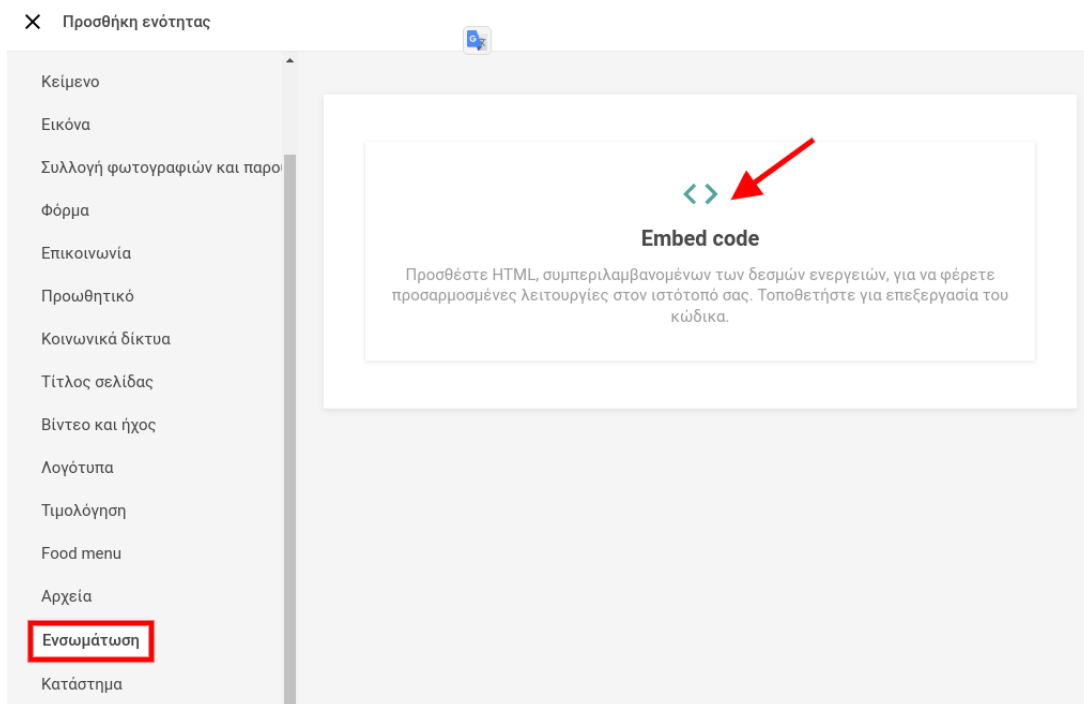 Προσθήκη ενότητας
Κείμενο
Εικόνα
Συλλογή φωτογραφιών και
Φόρμα
Επικοινωνία
Προωθητικό
Κοινωνικά δίκτυα
Τίτλος σελίδας
Βίντεο και ήχος
Λογότυπα
Τιμολόγηση
Food menu
Αρχεία
Ενσωμάτωση
Κατάστημα
Embed code
Προσθέστε HTML, συμπεριλαμβανομένων των δεσμών ενεργειών, για να φέρετε
προσαρμοσμένες λειτουργίες στον ιστότοπό σας. Τοποθετήστε για επεξεργασία του
κώδικα.